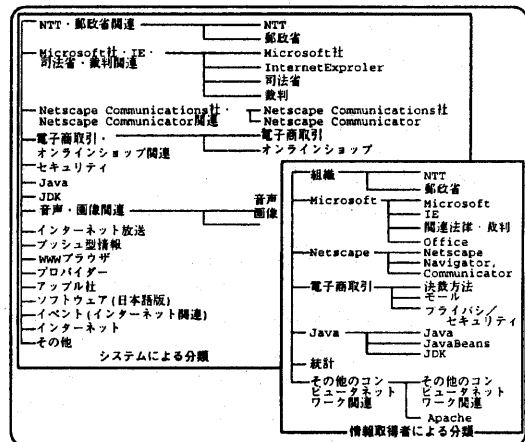 NTT・郵政省関連
NTT
郵政省
Microsoft社・IE・
司法省・裁判関連
Microsoft社
InternetExproler
司法省
裁判
Netscape Communications社・
Netscape Communicator関連
Netscape Communications社
Netscape Communicator
電子商取引・
オンラインショップ関連
電子商取引
オンラインショップ
セキュリティ
Java
JDK
音声・画像関連
音声
画像
インターネット放送
プッシュ型情報
WWWブラウザ
プロバイダー
アップル社
ソフトウェア(日本語版)
イベント(インターネット関連)
インターネット
その他
システムによる分類
組織
NTT
郵政省
Microsoft
Microsoft
IE
関連法律・裁判
Office
Netscape
Netscape
Navigator,
Communicator
電子商取引
決数方法
モール
プライバシ/
セキュリティ
Java
Java
JavaBeans
JDK
統計
その他のコン
ピュータネット
ワーク関連
その他のコン
ピュータネット
ワーク関連
Apache
情報取得者による分類